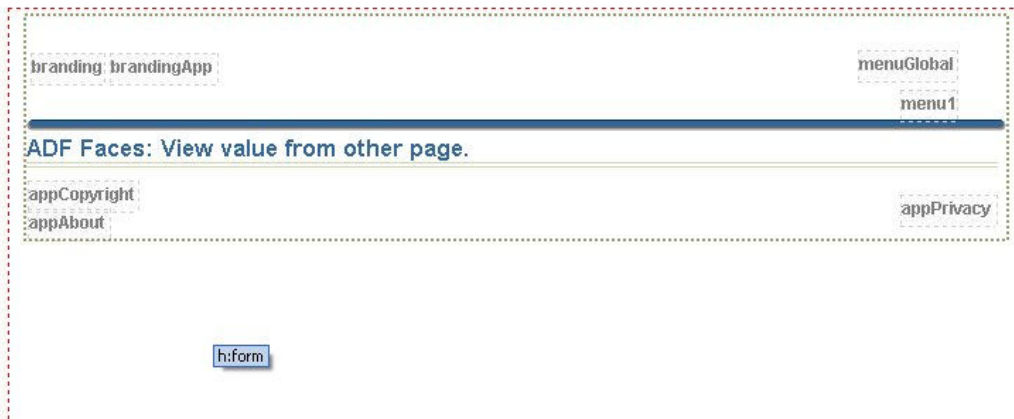 branding brandingApp menuGlobal
menu1
ADF Faces: View value from other page.
appCopyright
appPrivacy
appAbout
h:form